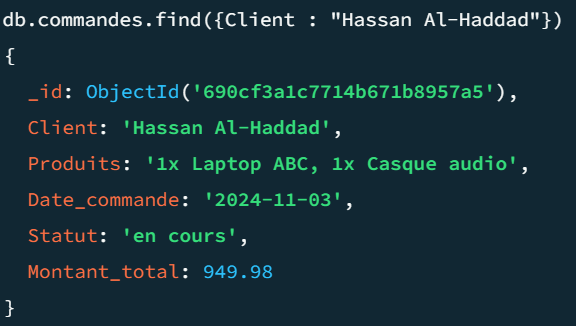 db.commandes.find({Client : "Hassan Al-Haddad"})
{
_id: ObjectId('690cf3a1c7714b671b8957a5'),
Client: 'Hassan Al-Haddad',
Produits: '1x Laptop ABC, 1x Casque audio',
Date_commande: '2024-11-03',
Statut: 'en cours',
Montant_total: 949.98
}